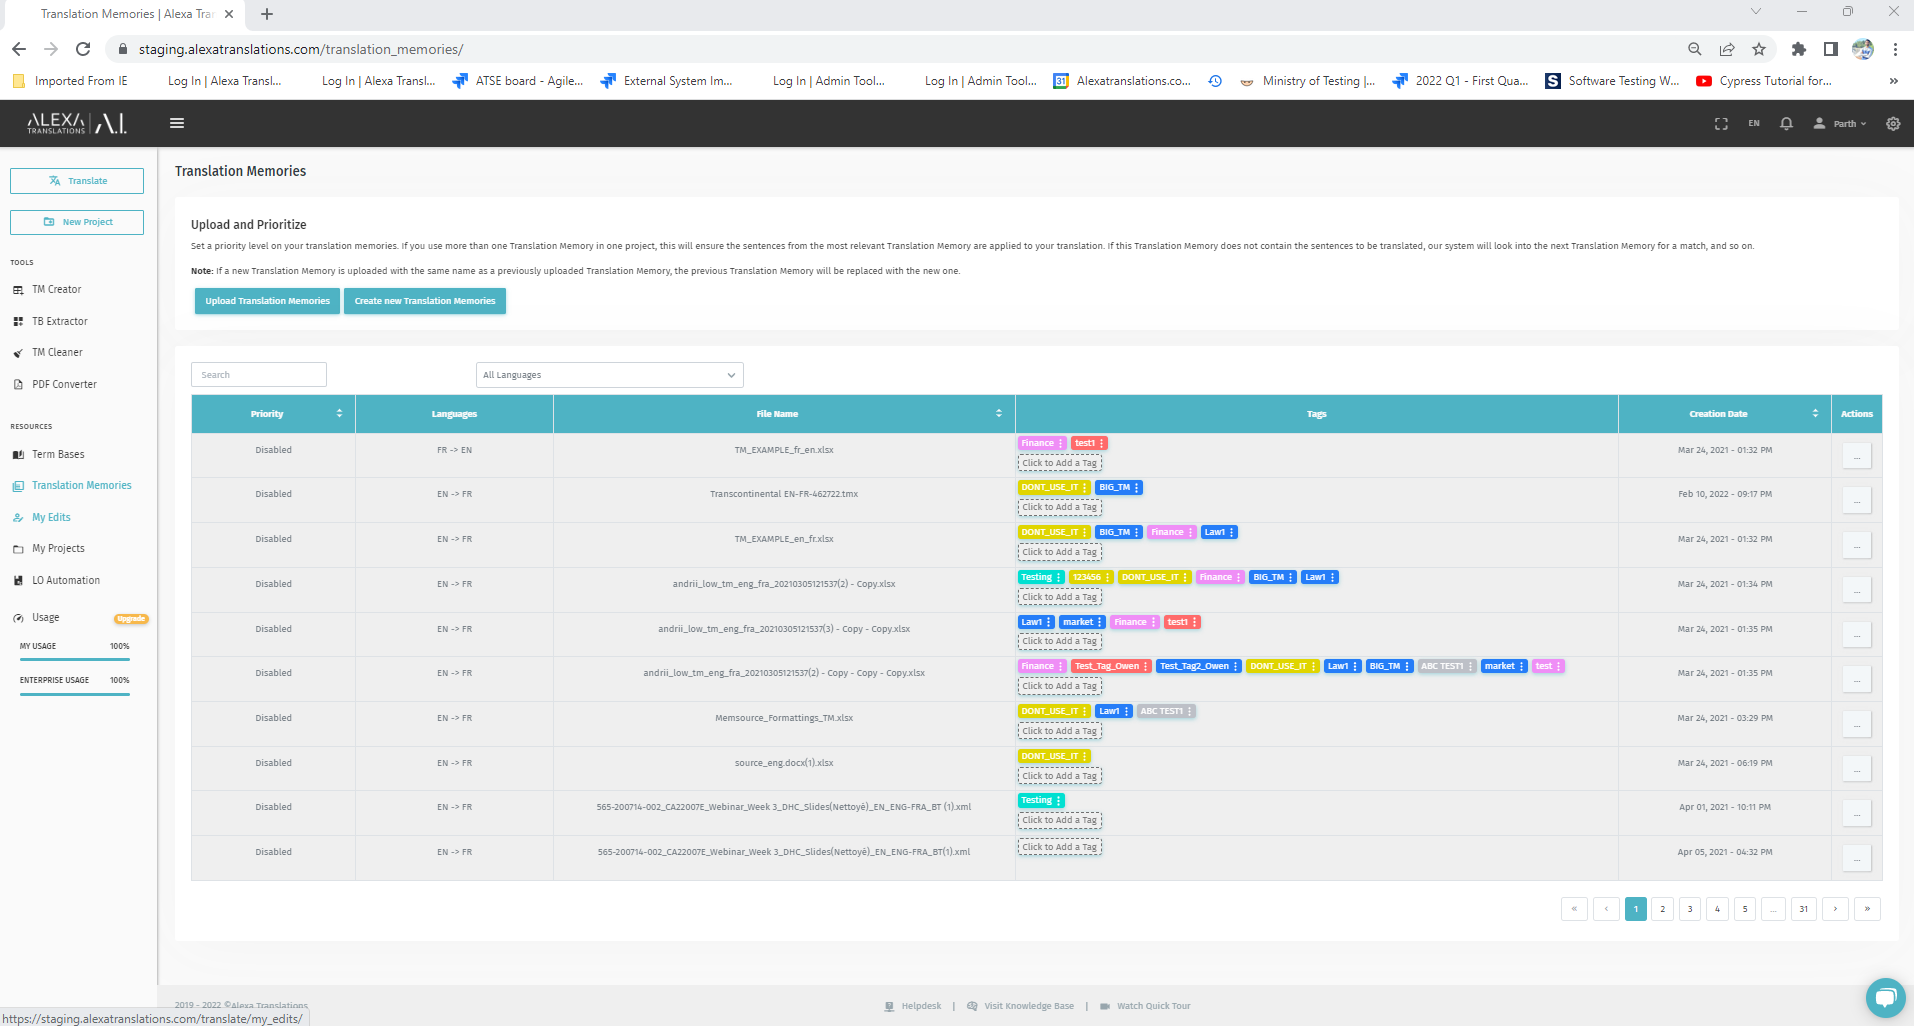 Translation Memories | Alexa Tran
staging.alexatranslations.com/translation_memories/
Imported From IE
Log In | Alexa Transl...
Log In | Alexa Transl...
ATSE board - Agile...
External System Im...
Log In | Admin Tool...
Log In | Admin Tool...
31
Alexatranslations.co...
Ministry of Testing |...
2022 Q1 - First Qua...
S
Software Testing W...
Cypress Tutorial for...
»
ALEXA TRANSLATIONS | A.I.
EN
Parth
Translate
New Project
TOOLS
TM Creator
TB Extractor
TM Cleaner
PDF Converter
RESOURCES
Term Bases
Translation Memories
My Edits
My Projects
LO Automation
Usage Upgrade
MY USAGE 100%
ENTERPRISE USAGE 100%
Translation Memories
Upload and Prioritize
Set a priority level on your translation memories. If you use more than one Translation Memory in one project, this will ensure the sentences from the most relevant Translation Memory are applied to your translation. If this Translation Memory does not contain the sentences to be translated, our system will look into the next Translation Memory for a match, and so on.
Note: If a new Translation Memory is uploaded with the same name as a previously uploaded Translation Memory, the previous Translation Memory will be replaced with the new one.
Upload Translation Memories
Create new Translation Memories
Search
All Languages
Priority Languages File Name Tags Creation Date Actions
Disabled FR -> EN TM_EXAMPLE_fr_en.xlsx Finance test1 Mar 24, 2021 - 01:32 PM ...
Click to Add a Tag
Disabled EN -> FR Transcontinental EN-FR-462722.tmx DONT_USE_IT BIG_TM Feb 10, 2022 - 09:17 PM ...
Click to Add a Tag
Disabled EN -> FR TM_EXAMPLE_en_fr.xlsx DONT_USE_IT BIG_TM Finance Law1 Mar 24, 2021 - 01:32 PM ...
Click to Add a Tag
Disabled EN -> FR andrii_low_tm_eng_fra_20210305121537(2) - Copy.xlsx Testing 123456 DONT_USE_IT Finance BIG_TM Law1 Mar 24, 2021 - 01:34 PM ...
Click to Add a Tag
Disabled EN -> FR andrii_low_tm_eng_fra_20210305121537(3) - Copy - Copy.xlsx Law1 market Finance test1 Mar 24, 2021 - 01:35 PM ...
Click to Add a Tag
Disabled EN -> FR andrii_low_tm_eng_fra_20210305121537(2) - Copy - Copy - Copy.xlsx Finance Test_Tag_Owen Test_Tag2_Owen DONT_USE_IT Law1 BIG_TM ABC TEST1 market test Mar 24, 2021 - 01:35 PM ...
Click to Add a Tag
Disabled EN -> FR Memsource_Formattings_TM.xlsx DONT_USE_IT Law1 ABC TEST1 Mar 24, 2021 - 03:29 PM ...
Click to Add a Tag
Disabled EN -> FR source_eng.docx(1).xlsx DONT_USE_IT Mar 24, 2021 - 06:19 PM ...
Click to Add a Tag
Disabled EN -> FR 565-200714-002_CA22007E_Webinar_Week 3_DHC_Slides(Nettoyé)_EN_ENG-FRA_BT (1).xml Testing Apr 01, 2021 - 10:11 PM ...
Click to Add a Tag
Disabled EN -> FR 565-200714-002_CA22007E_Webinar_Week 3_DHC_Slides(Nettoyé)_EN_ENG-FRA_BT(1).xml Click to Add a Tag Apr 05, 2021 - 04:32 PM ...
« ‹ 1 2 3 4 5 ... 31 › »
2019 - 2022 ©Alexa Translations
Helpdesk | Visit Knowledge Base | Watch Quick Tour
https://staging.alexatranslations.com/translate/my_edits/